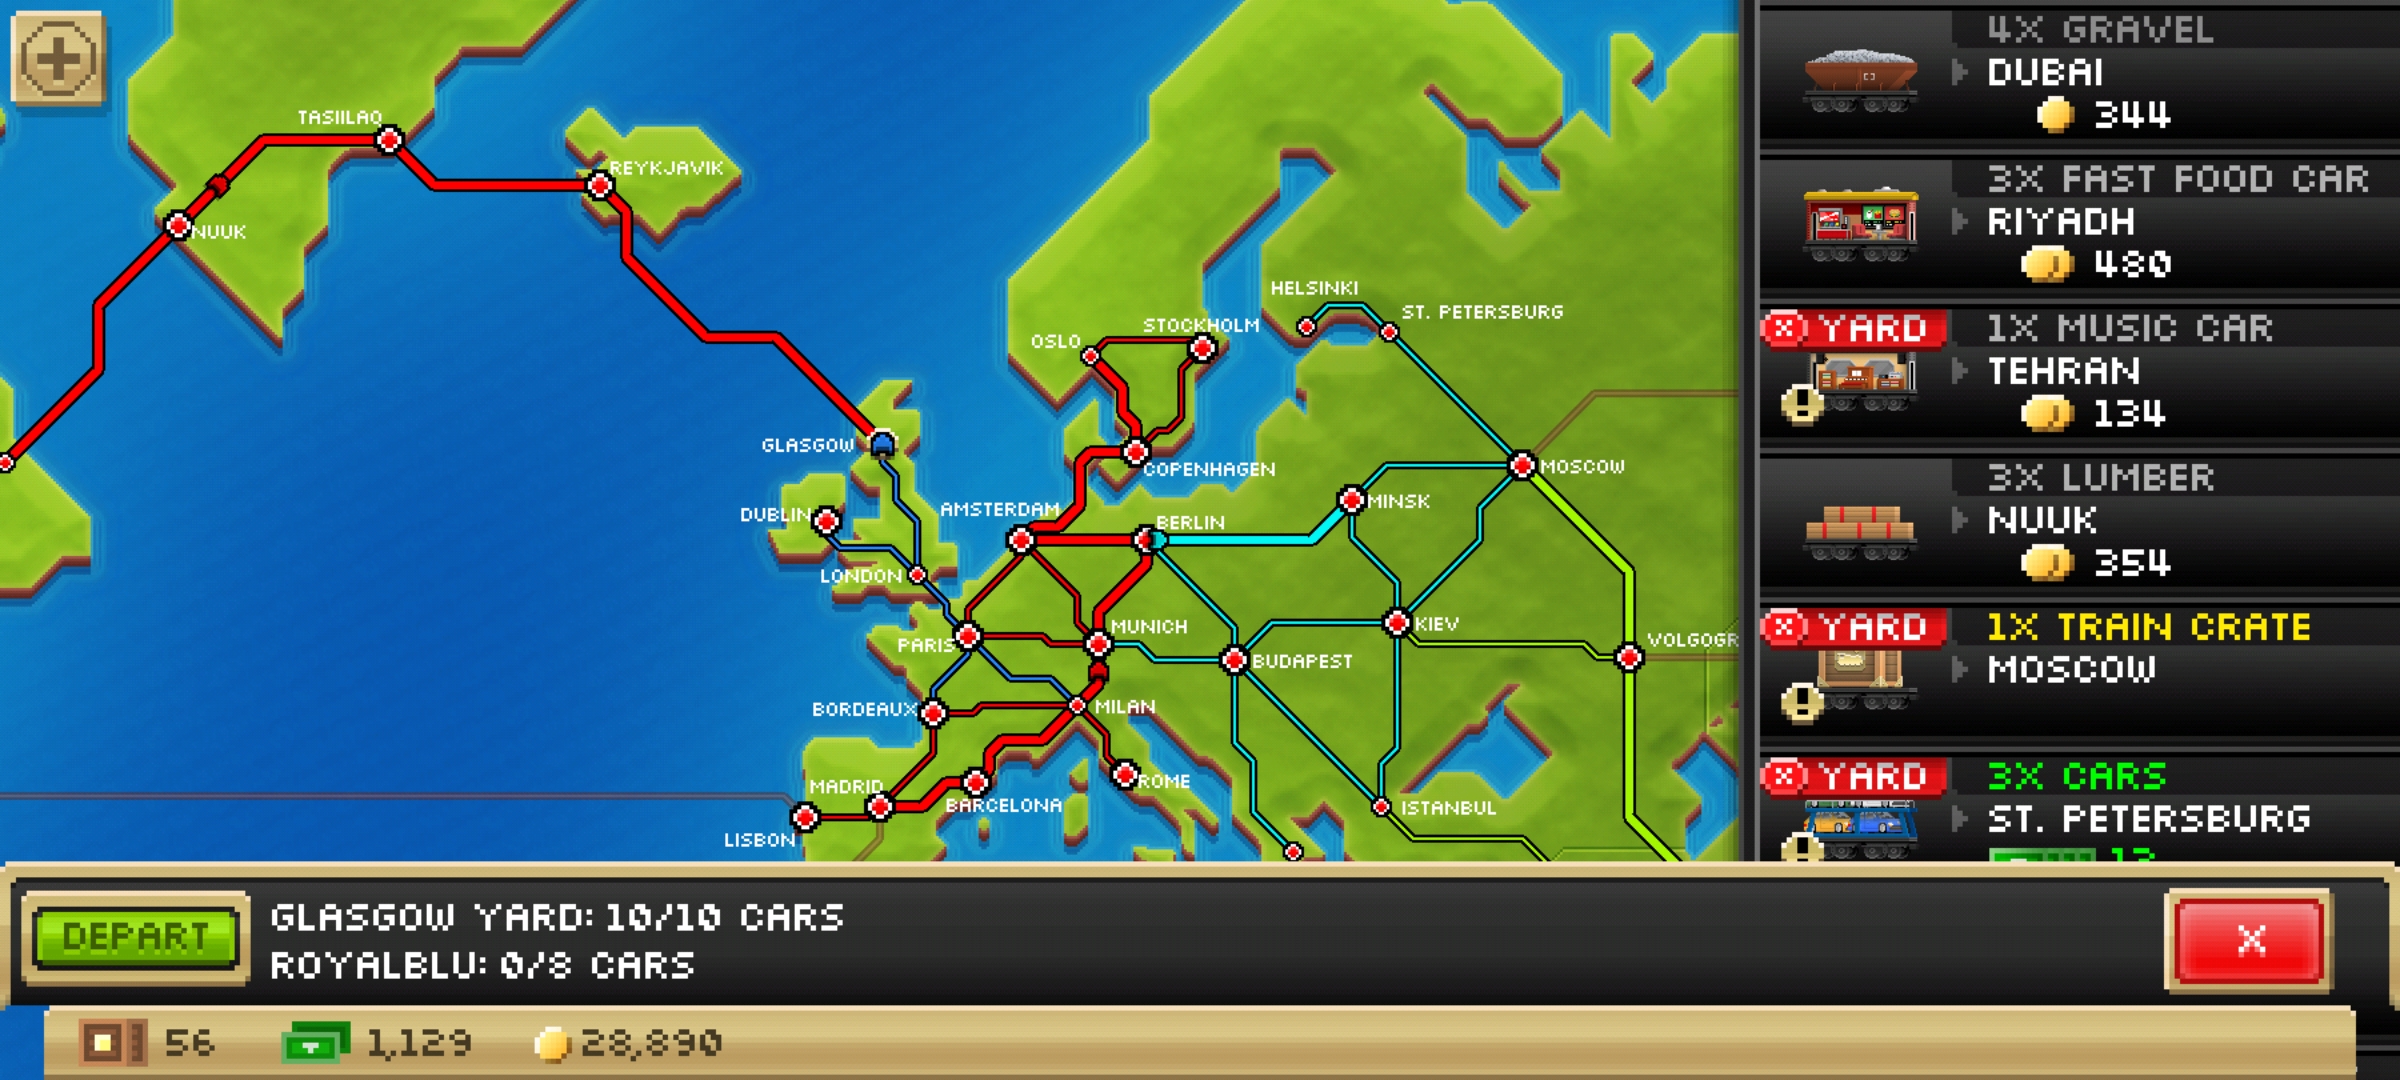 TASIILAQ
REYKJAVIK
NUUK
HELSINKI
ST. PETERSBURG
STOCKHOLM
OSLO
GLASGOW
COPENHAGEN
MOSCOW
MINSK
DUBLIN
AMSTERDAM
BERLIN
LONDON
PARIS
MUNICH
KIEV
VOLGOGR
BUDAPEST
BORDEAUX
MILAN
MADRID
BARCELONA
ROME
ISTANBUL
LISBON
4X GRAVEL
DUBAI
344
3X FAST FOOD CAR
RIYADH
480
YARD
1X MUSIC CAR
TEHRAN
134
3X LUMBER
NUUK
354
YARD
1X TRAIN CRATE
MOSCOW
YARD
3X CARS
ST. PETERSBURG
DEPART
GLASGOW YARD: 10/10 CARS
ROYALBLU: 0/8 CARS
X
56
1,129
28,890